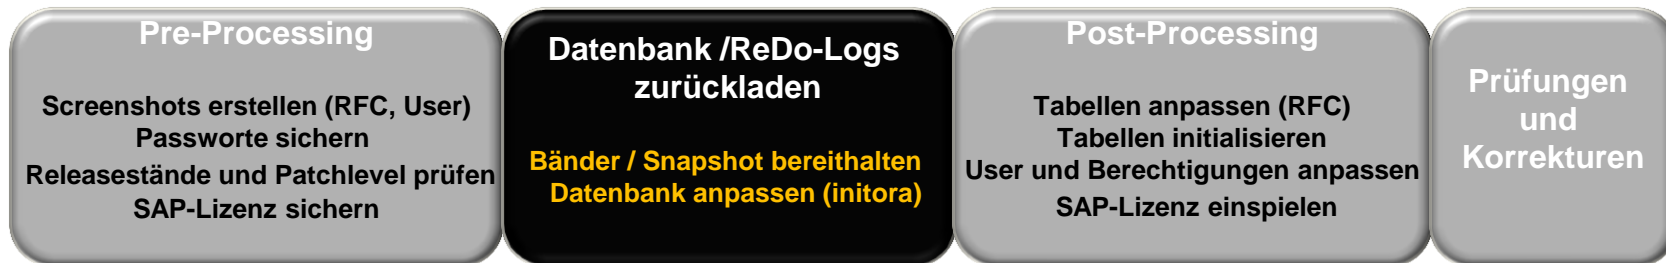 Pre-Processing
Screenshots erstellen (RFC, User)
Passworte sichern
Releasestände und Patchlevel prüfen
SAP-Lizenz sichern
Datenbank /ReDo-Logs
zurückladen
Bänder / Snapshot bereithalten
Datenbank anpassen (initora)
Post-Processing
Tabellen anpassen (RFC)
Tabellen initialisieren
User und Berechtigungen anpassen
SAP-Lizenz einspielen
Prüfungen
und
Korrekturen